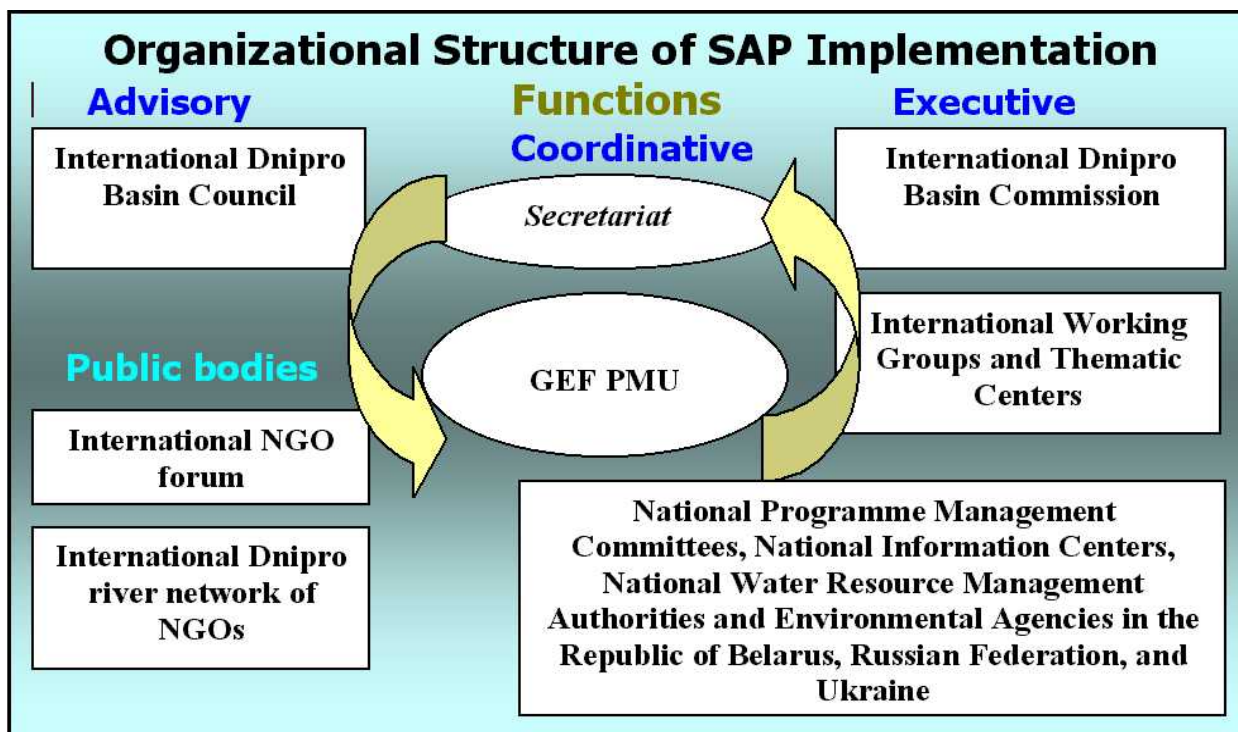 Organizational Structure of SAP Implementation
Functions
Advisory
International Dnipro
Basin Council
Public bodies
International NGO
forum
International Dnipro
river network of
NGOs
Coordinative
Secretariat
GEF PMU
Executive
International Dnipro
Basin Commission
International Working
Groups and Thematic
Centers
National Programme Management
Committees, National Information Centers,
National Water Resource Management
Authorities and Environmental Agencies in the
Republic of Belarus, Russian Federation, and
Ukraine